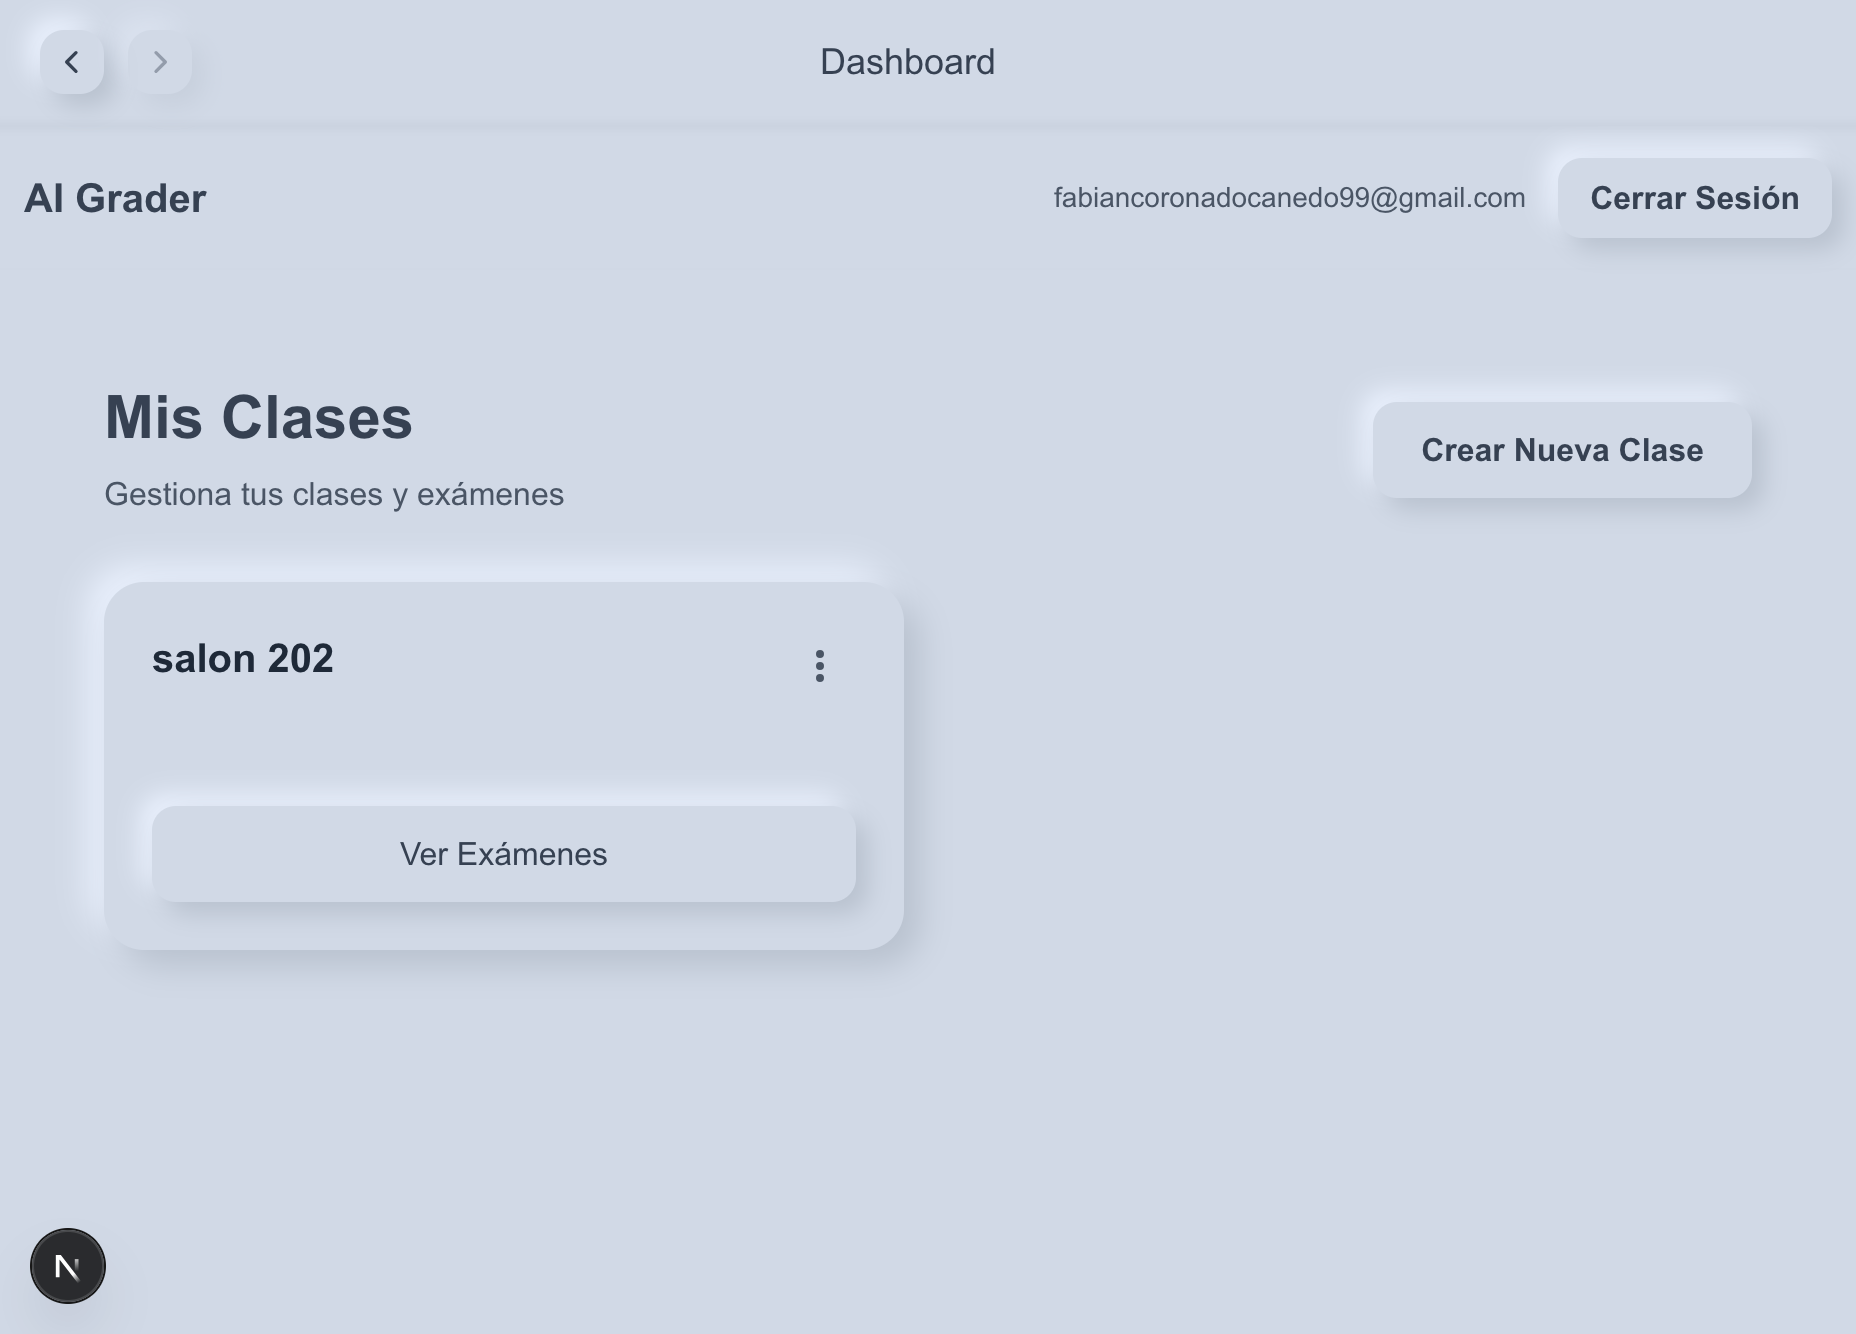 Dashboard
AI Grader
fabiancoronadocanedo99@gmail.com
Cerrar Sesión
Mis Clases
Gestiona tus clases y exámenes
Crear Nueva Clase
salon 202
Ver Exámenes
N